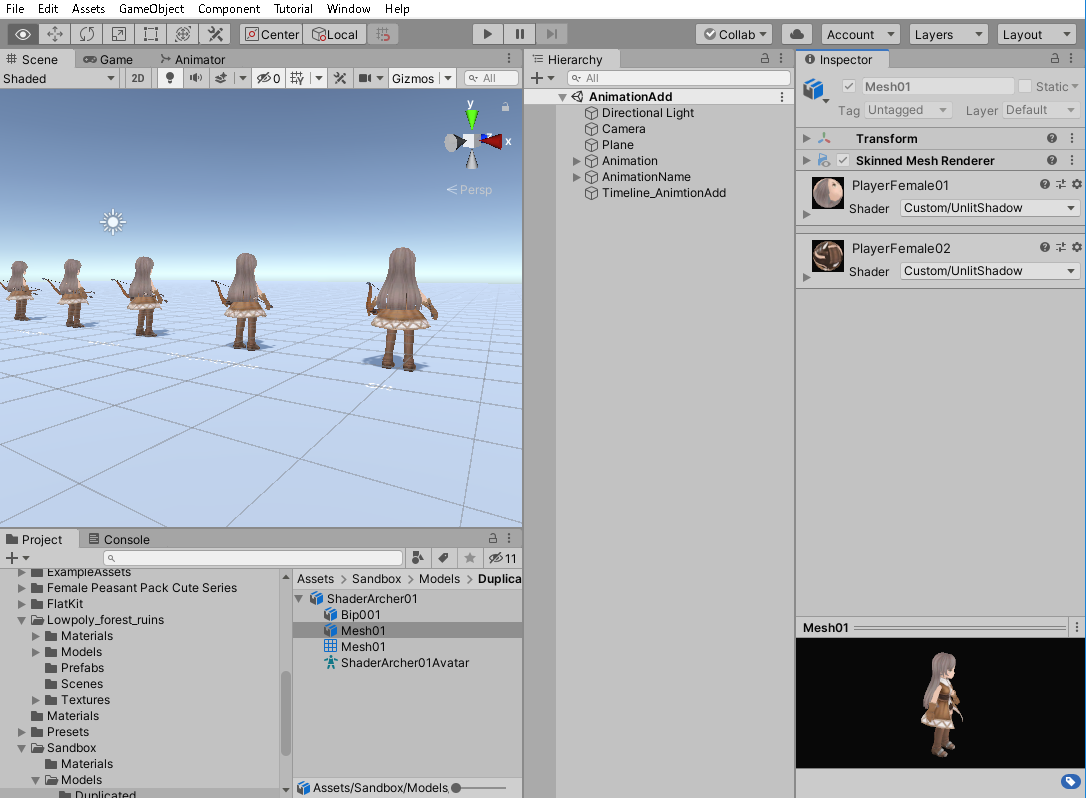 File Edit Assets GameObject Component Tutorial Window Help
Center Local Collab Account Layers Layout
Scene Game Animator
Shaded 2D 0 Gizmos All
y
x
Persp
Hierarchy
All
AnimationAdd
Directional Light
Camera
Plane
Animation
AnimationName
Timeline_AnimtionAdd
Inspector
Mesh01 Static
Tag Untagged Layer Default
Transform
Skinned Mesh Renderer
PlayerFemale01
Shader Custom/UnlitShadow
PlayerFemale02
Shader Custom/UnlitShadow
Mesh01
Project Console
11
ExampleAssets
Female Peasant Pack Cute Series
FlatKit
Lowpoly_forest_ruins
Materials
Models
Prefabs
Scenes
Textures
Materials
Presets
Sandbox
Materials
Models
Duplicated
Assets > Sandbox > Models > Duplica
ShaderArcher01
Bip001
Mesh01
Mesh01
ShaderArcher01Avatar
Assets/Sandbox/Models,